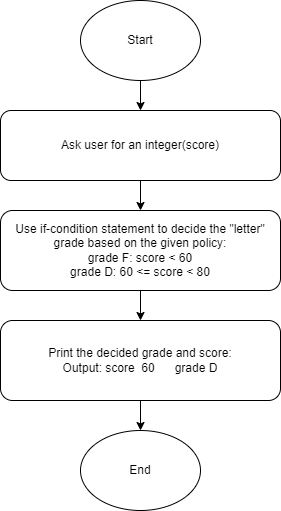 Start
Ask user for an integer(score)
Use if-condition statement to decide the "letter"
grade based on the given policy:
grade F: score < 60
grade D: 60 <= score < 80
Print the decided grade and score:
Output: score 60 grade D
End